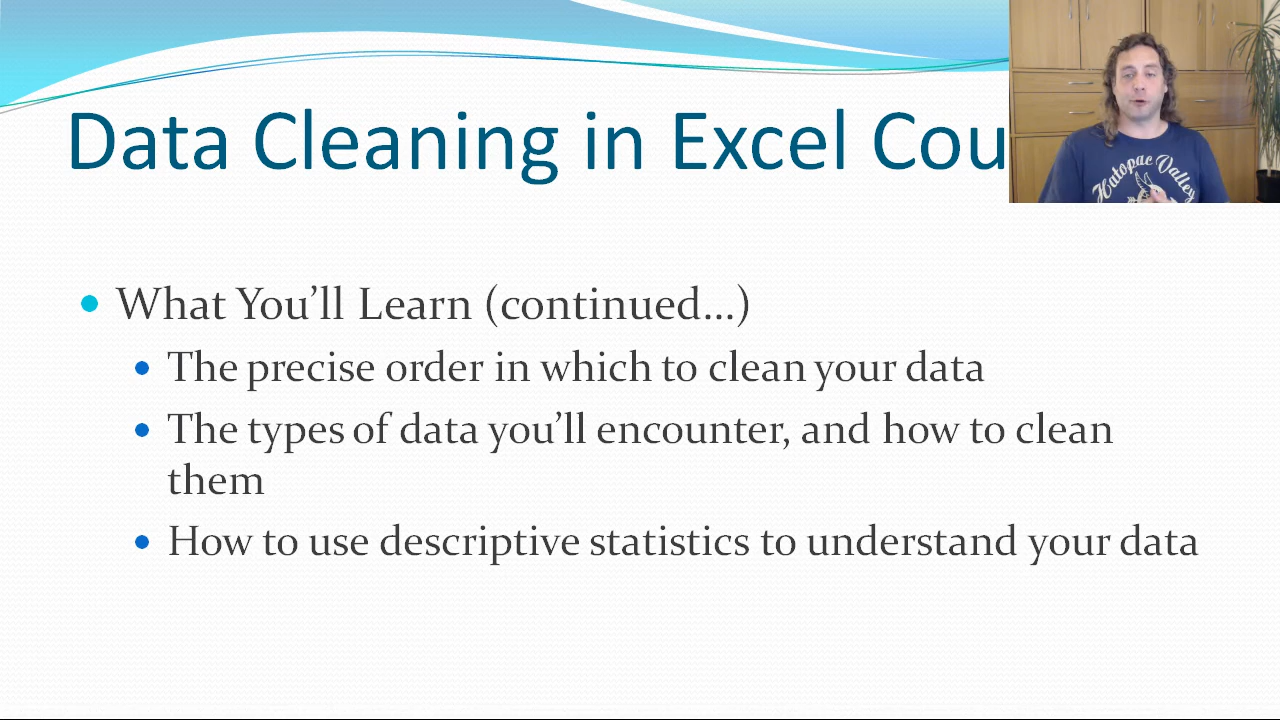 Data Cleaning in Excel Cou
Hutopac Valley
What You’ll Learn (continued…)
The precise order in which to clean your data
The types of data you’ll encounter, and how to clean
them
How to use descriptive statistics to understand your data